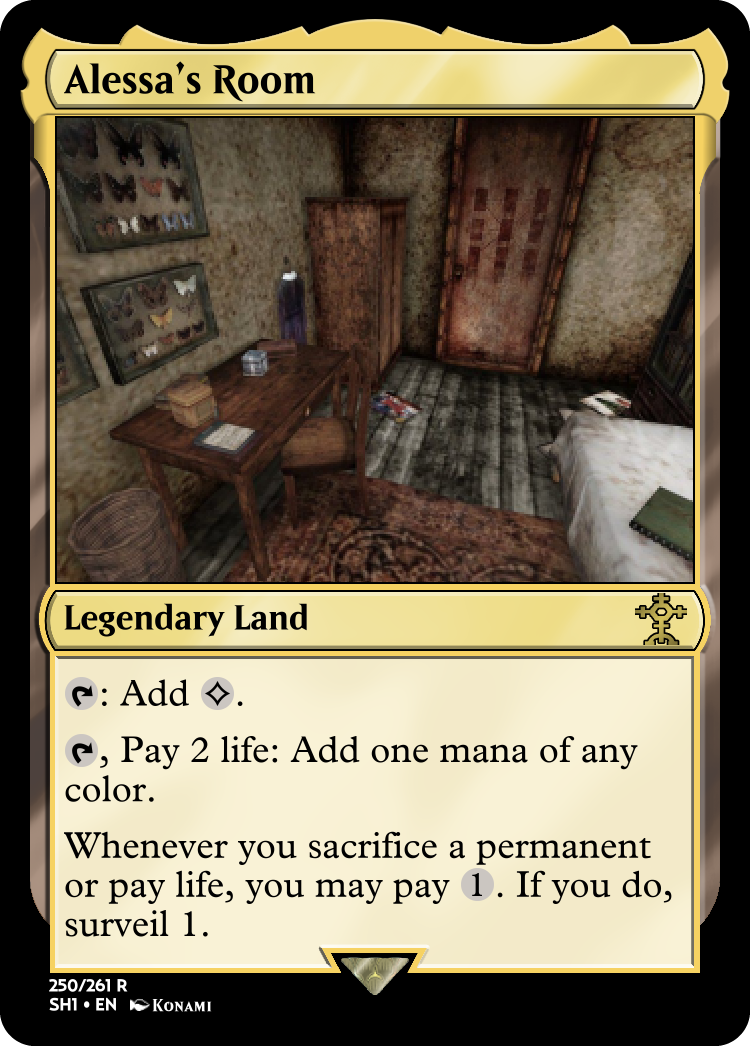 Alessa's Room
Legendary Land
: Add .
, Pay 2 life: Add one mana of any
color.
Whenever you sacrifice a permanent
or pay life, you may pay 1. If you do,
surveil 1.
250/261 R
SH1 • EN KONAMI